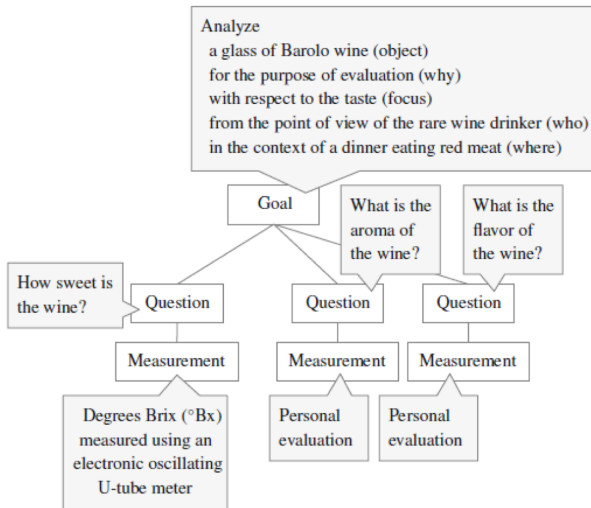 Analyze
a glass of Barolo wine (object)
for the purpose of evaluation (why)
with respect to the taste (focus)
from the point of view of the rare wine drinker (who)
in the context of a dinner eating red meat (where)
Goal
What is the
aroma of
the wine?
What is the
flavor of
the wine?
How sweet is
the wine?
Question
Question
Question
Measurement
Measurement
Measurement
Degrees Brix (°Bx)
measured using an
electronic oscillating
U-tube meter
Personal
evaluation
Personal
evaluation